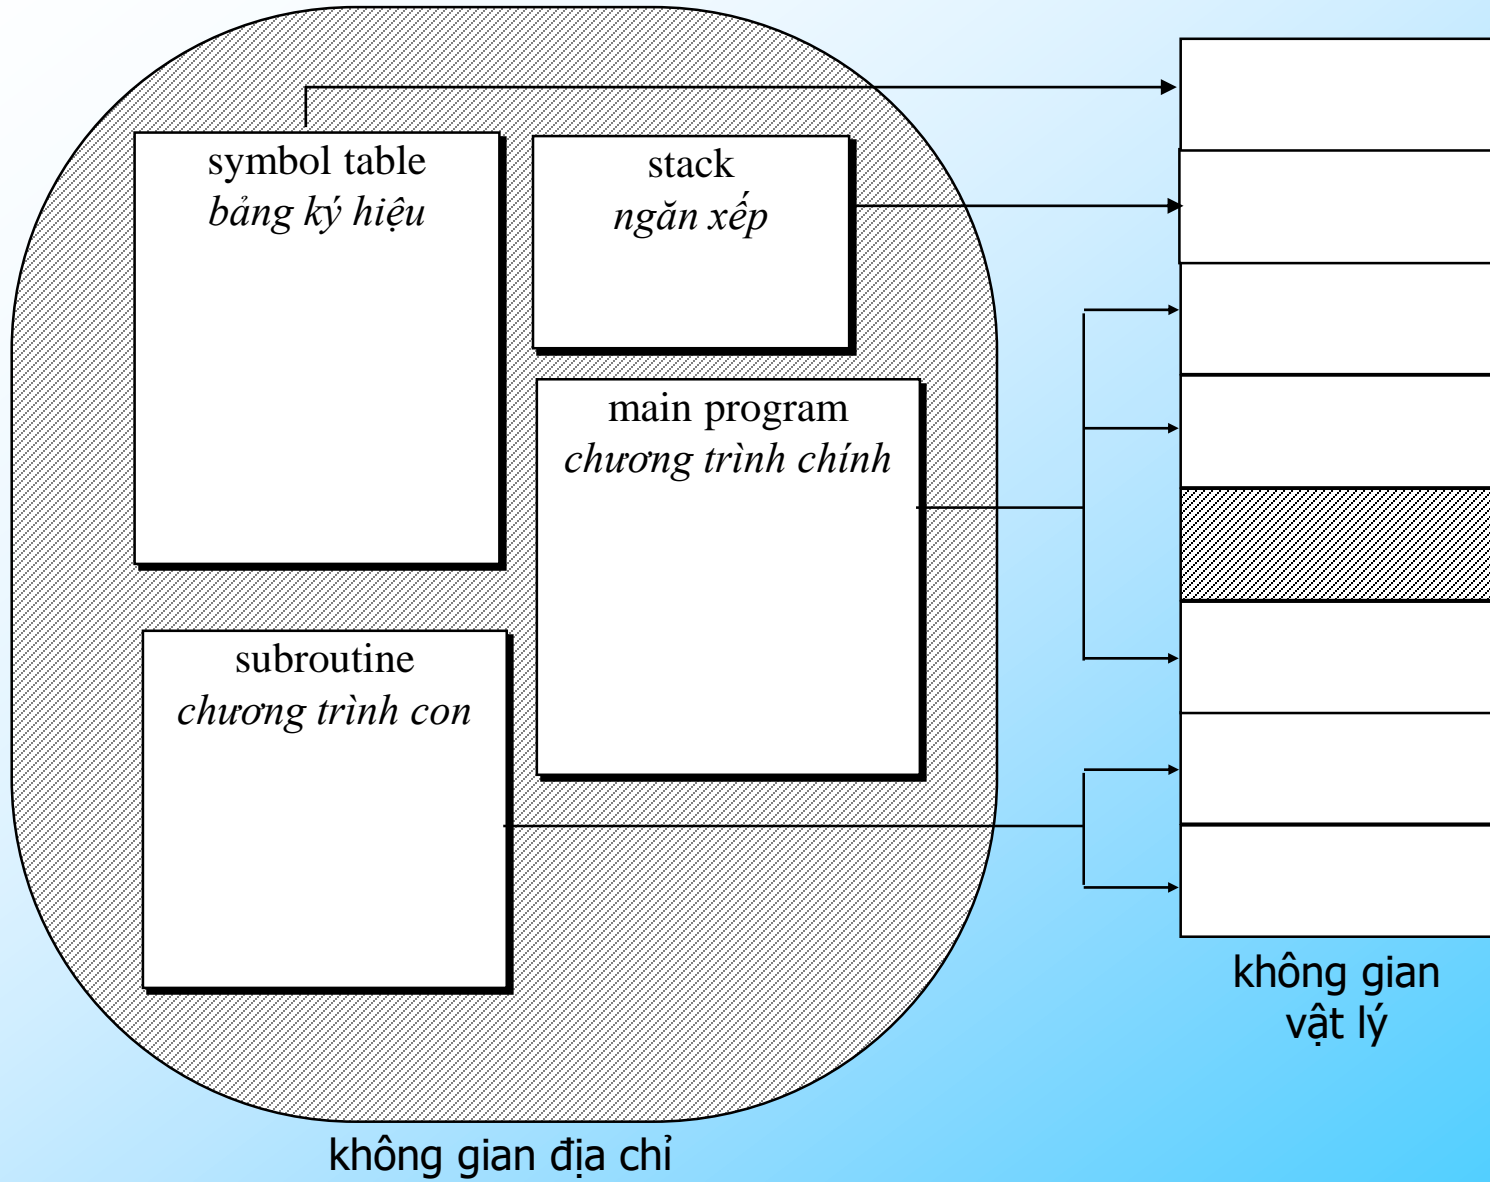 symbol table
bảng ký hiệu
stack
ngăn xếp
main program
chương trình chính
subroutine
chương trình con
không gian
vật lý
không gian địa chỉ